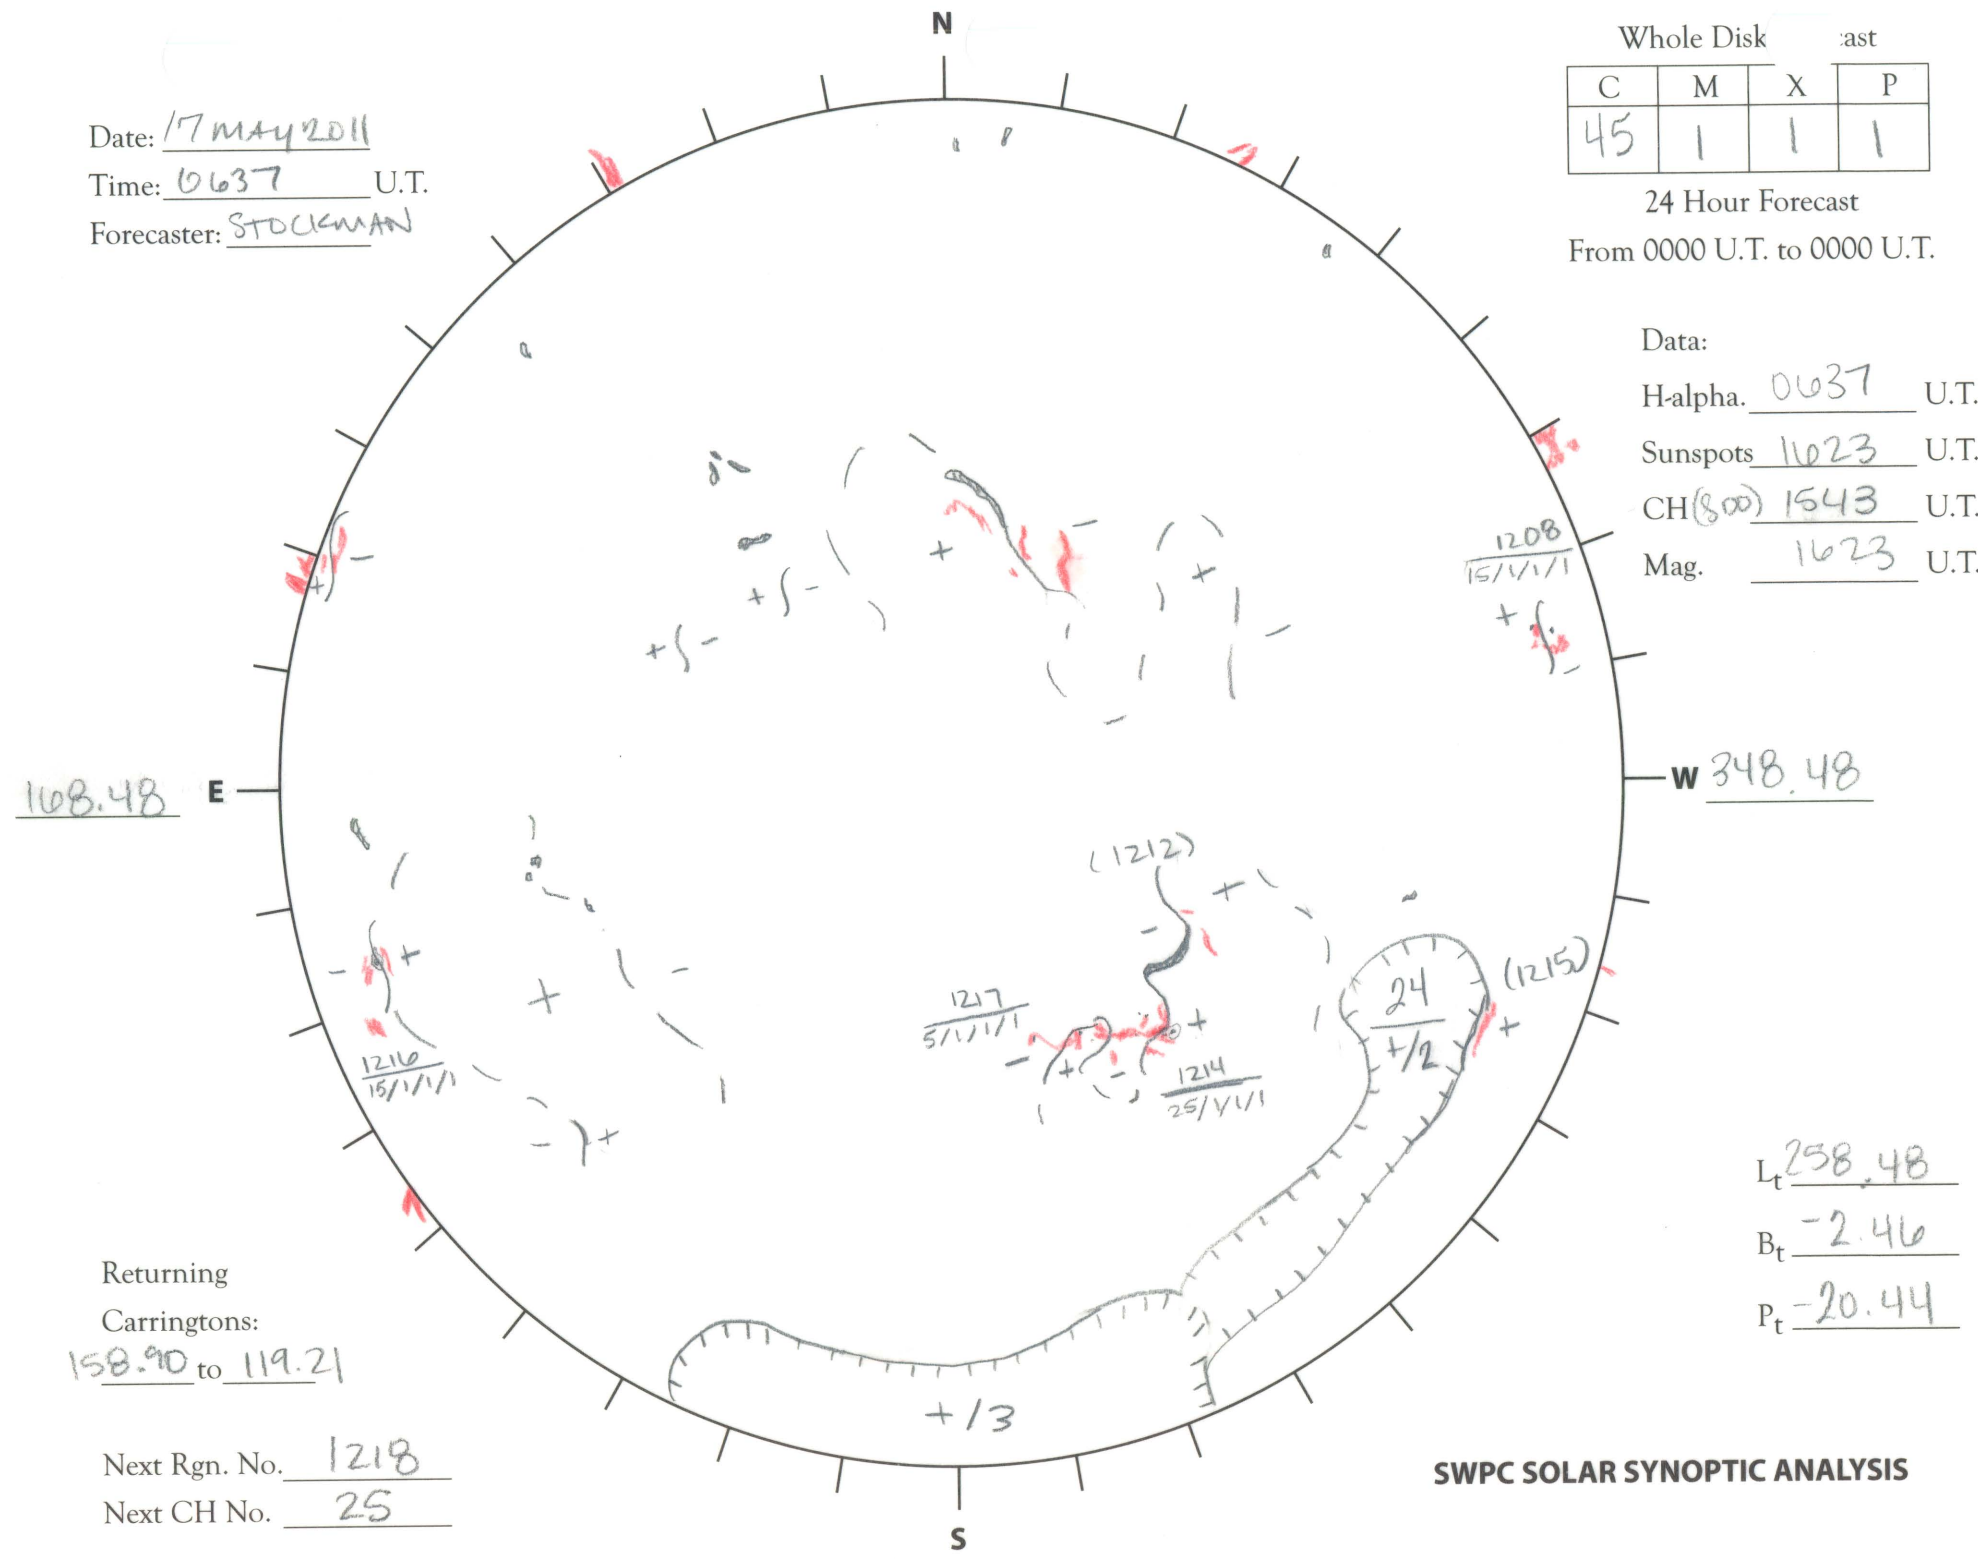 N
Whole Disk :ast
C M X P
45 1 1 1
24 Hour Forecast
From 0000 U.T. to 0000 U.T.
Date: 17 MAY 2011
Time: 0637 U.T.
Forecaster: STOCKMAN
Data:
H-alpha. 0637 U.T.
Sunspots 1623 U.T.
CH(800) 1543 U.T.
Mag. 1623 U.T.
1208
15/1/1/1
+ -
- +
+ -
+ -
+ -
+ -
-
168.48 E
W 348.48
(1212)
- +
- +
+ -
24
+/2
(1215)
+
1217
5/1/1/1
- + - +
1214
25/1/1/1
1216
15/1/1/1
- +
+/3
Lt 258.48
Bt -2.46
Pt -20.44
Returning
Carringtons:
158.90 to 119.21
Next Rgn. No. 1218
Next CH No. 25
SWPC SOLAR SYNOPTIC ANALYSIS
S